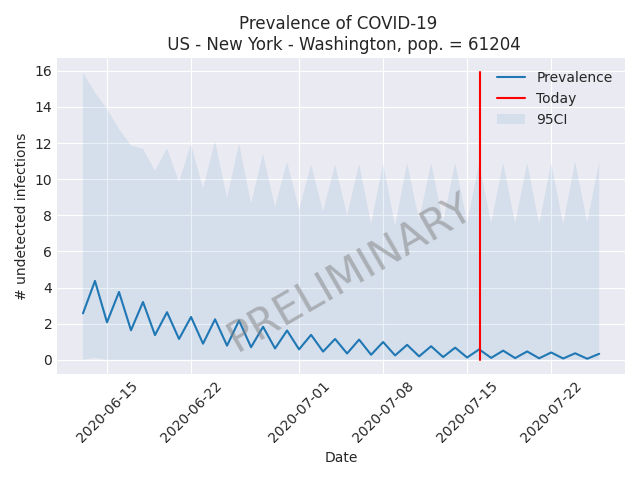 Prevalence of COVID-19
US - New York - Washington, pop. = 61204
Prevalence
Today
95CI
16
14
12
10
8
6
4
2
0
# undetected infections
PRELIMINARY
2020-06-15
2020-06-22
2020-07-01
2020-07-08
2020-07-15
2020-07-22
Date